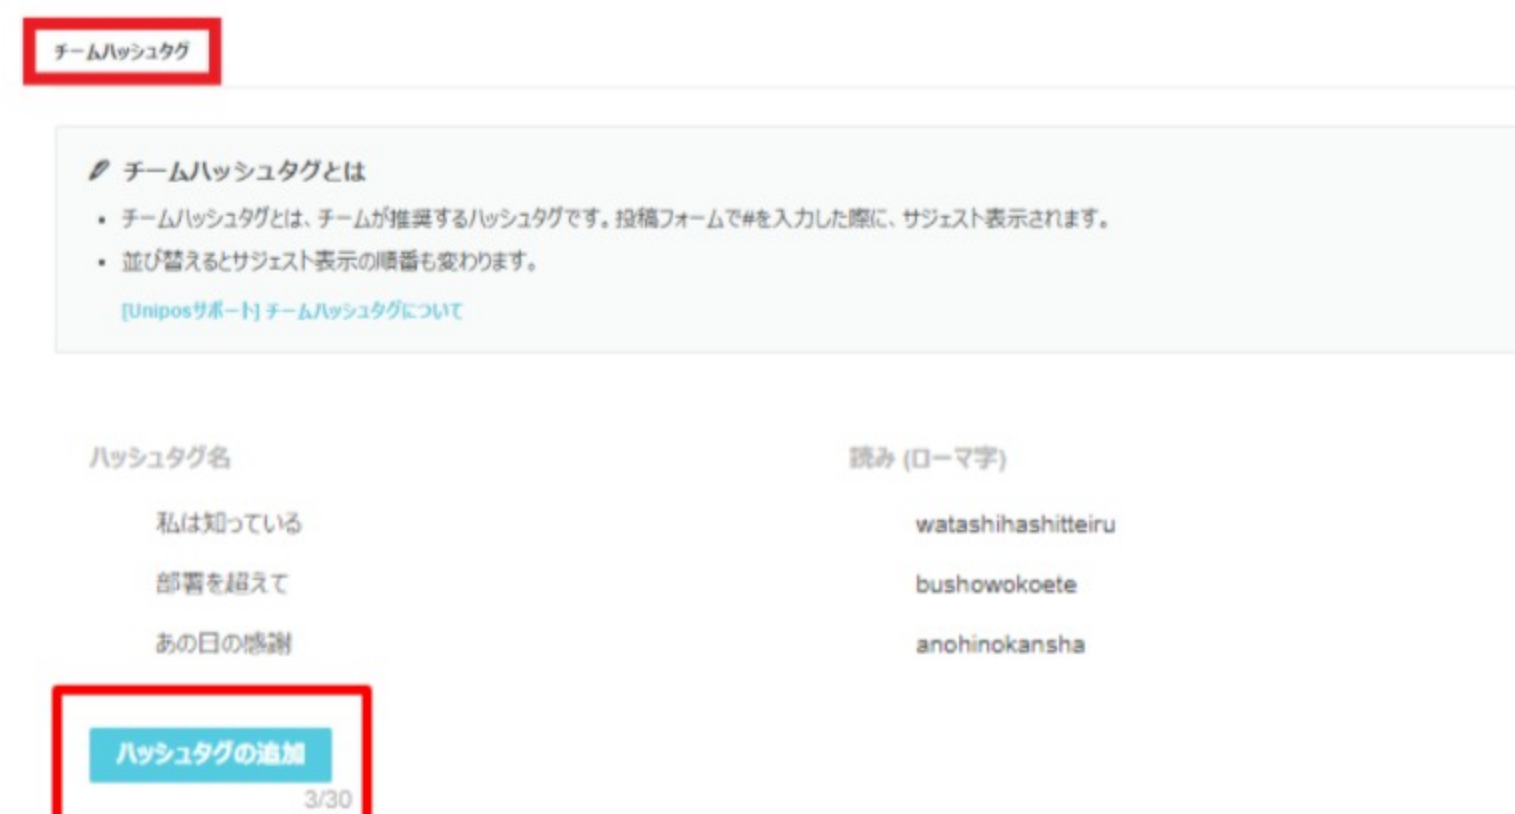 チームハッシュタグ
チームハッシュタグとは
• チームハッシュタグとは、チームが推奨するハッシュタグです。投稿フォームで#を入力した際に、サジェスト表示されます。
• 並び替えるとサジェスト表示の順番も変わります。
[Uniposサポート] チームハッシュタグについて
ハッシュタグ名 読み (ローマ字)
私は知っている watashihashitteiru
部署を超えて bushowokoete
あの日の感謝 anohinokansha
ハッシュタグの追加
3/30